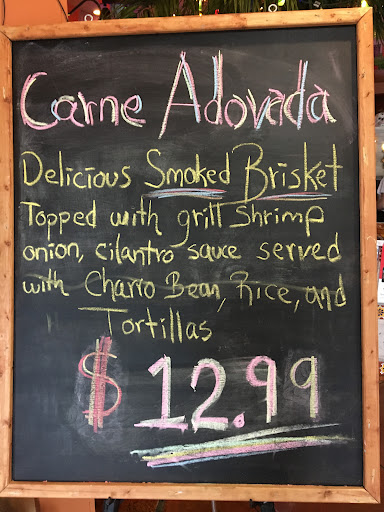 Carne Adovada
Delicious Smoked Brisket
Topped with grill shrimp
onion, cilantro sauce served
with Charro Bean, Rice, and
Tortillas
$ 12.99